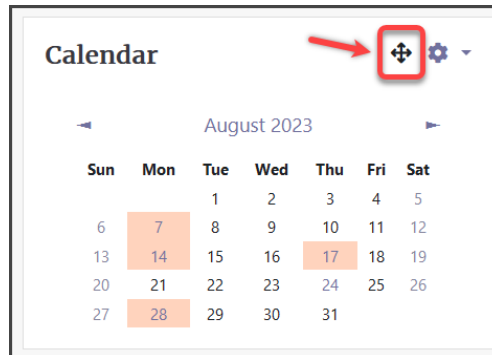 Calendar
August 2023
Sun Mon Tue Wed Thu Fri Sat
1 2 3 4 5
6 7 8 9 10 11 12
13 14 15 16 17 18 19
20 21 22 23 24 25 26
27 28 29 30 31